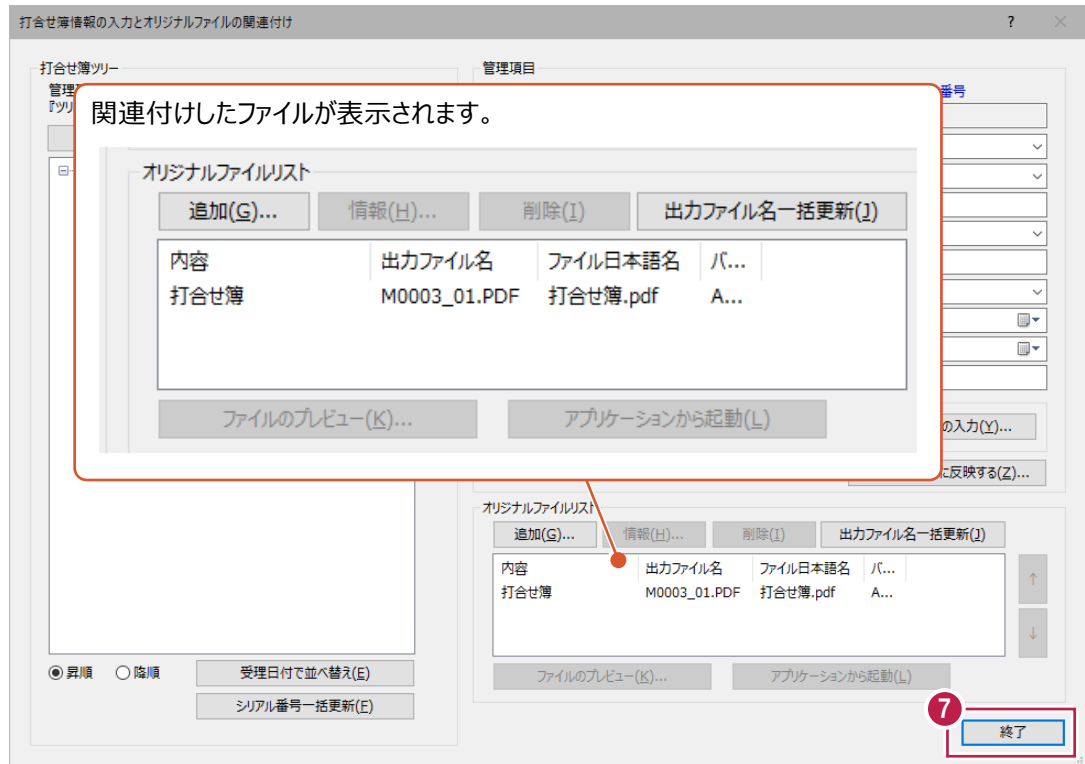 打合せ簿情報の入力とオリジナルファイルの関連付け
?
打合せ簿ツリー
管理項目
番号
関連付けしたファイルが表示されます。
オリジナルファイルリスト
追加(G)...
情報(H)...
削除(I)
出力ファイル名一括更新(J)
内容 出力ファイル名 ファイル日本語名 バ...
打合せ簿 M0003_01.PDF 打合せ簿.pdf A...
ファイルのプレビュー(K)...
アプリケーションから起動(L)
の入力(Y)...
に反映する(Z)...
オリジナルファイルリスト
追加(G)...
情報(H)...
削除(I)
出力ファイル名一括更新(J)
内容 出力ファイル名 ファイル日本語名 バ...
打合せ簿 M0003_01.PDF 打合せ簿.pdf A...
↑
↓
ファイルのプレビュー(K)...
アプリケーションから起動(L)
昇順
降順
受理日付で並べ替え(E)
シリアル番号一括更新(F)
7
終了